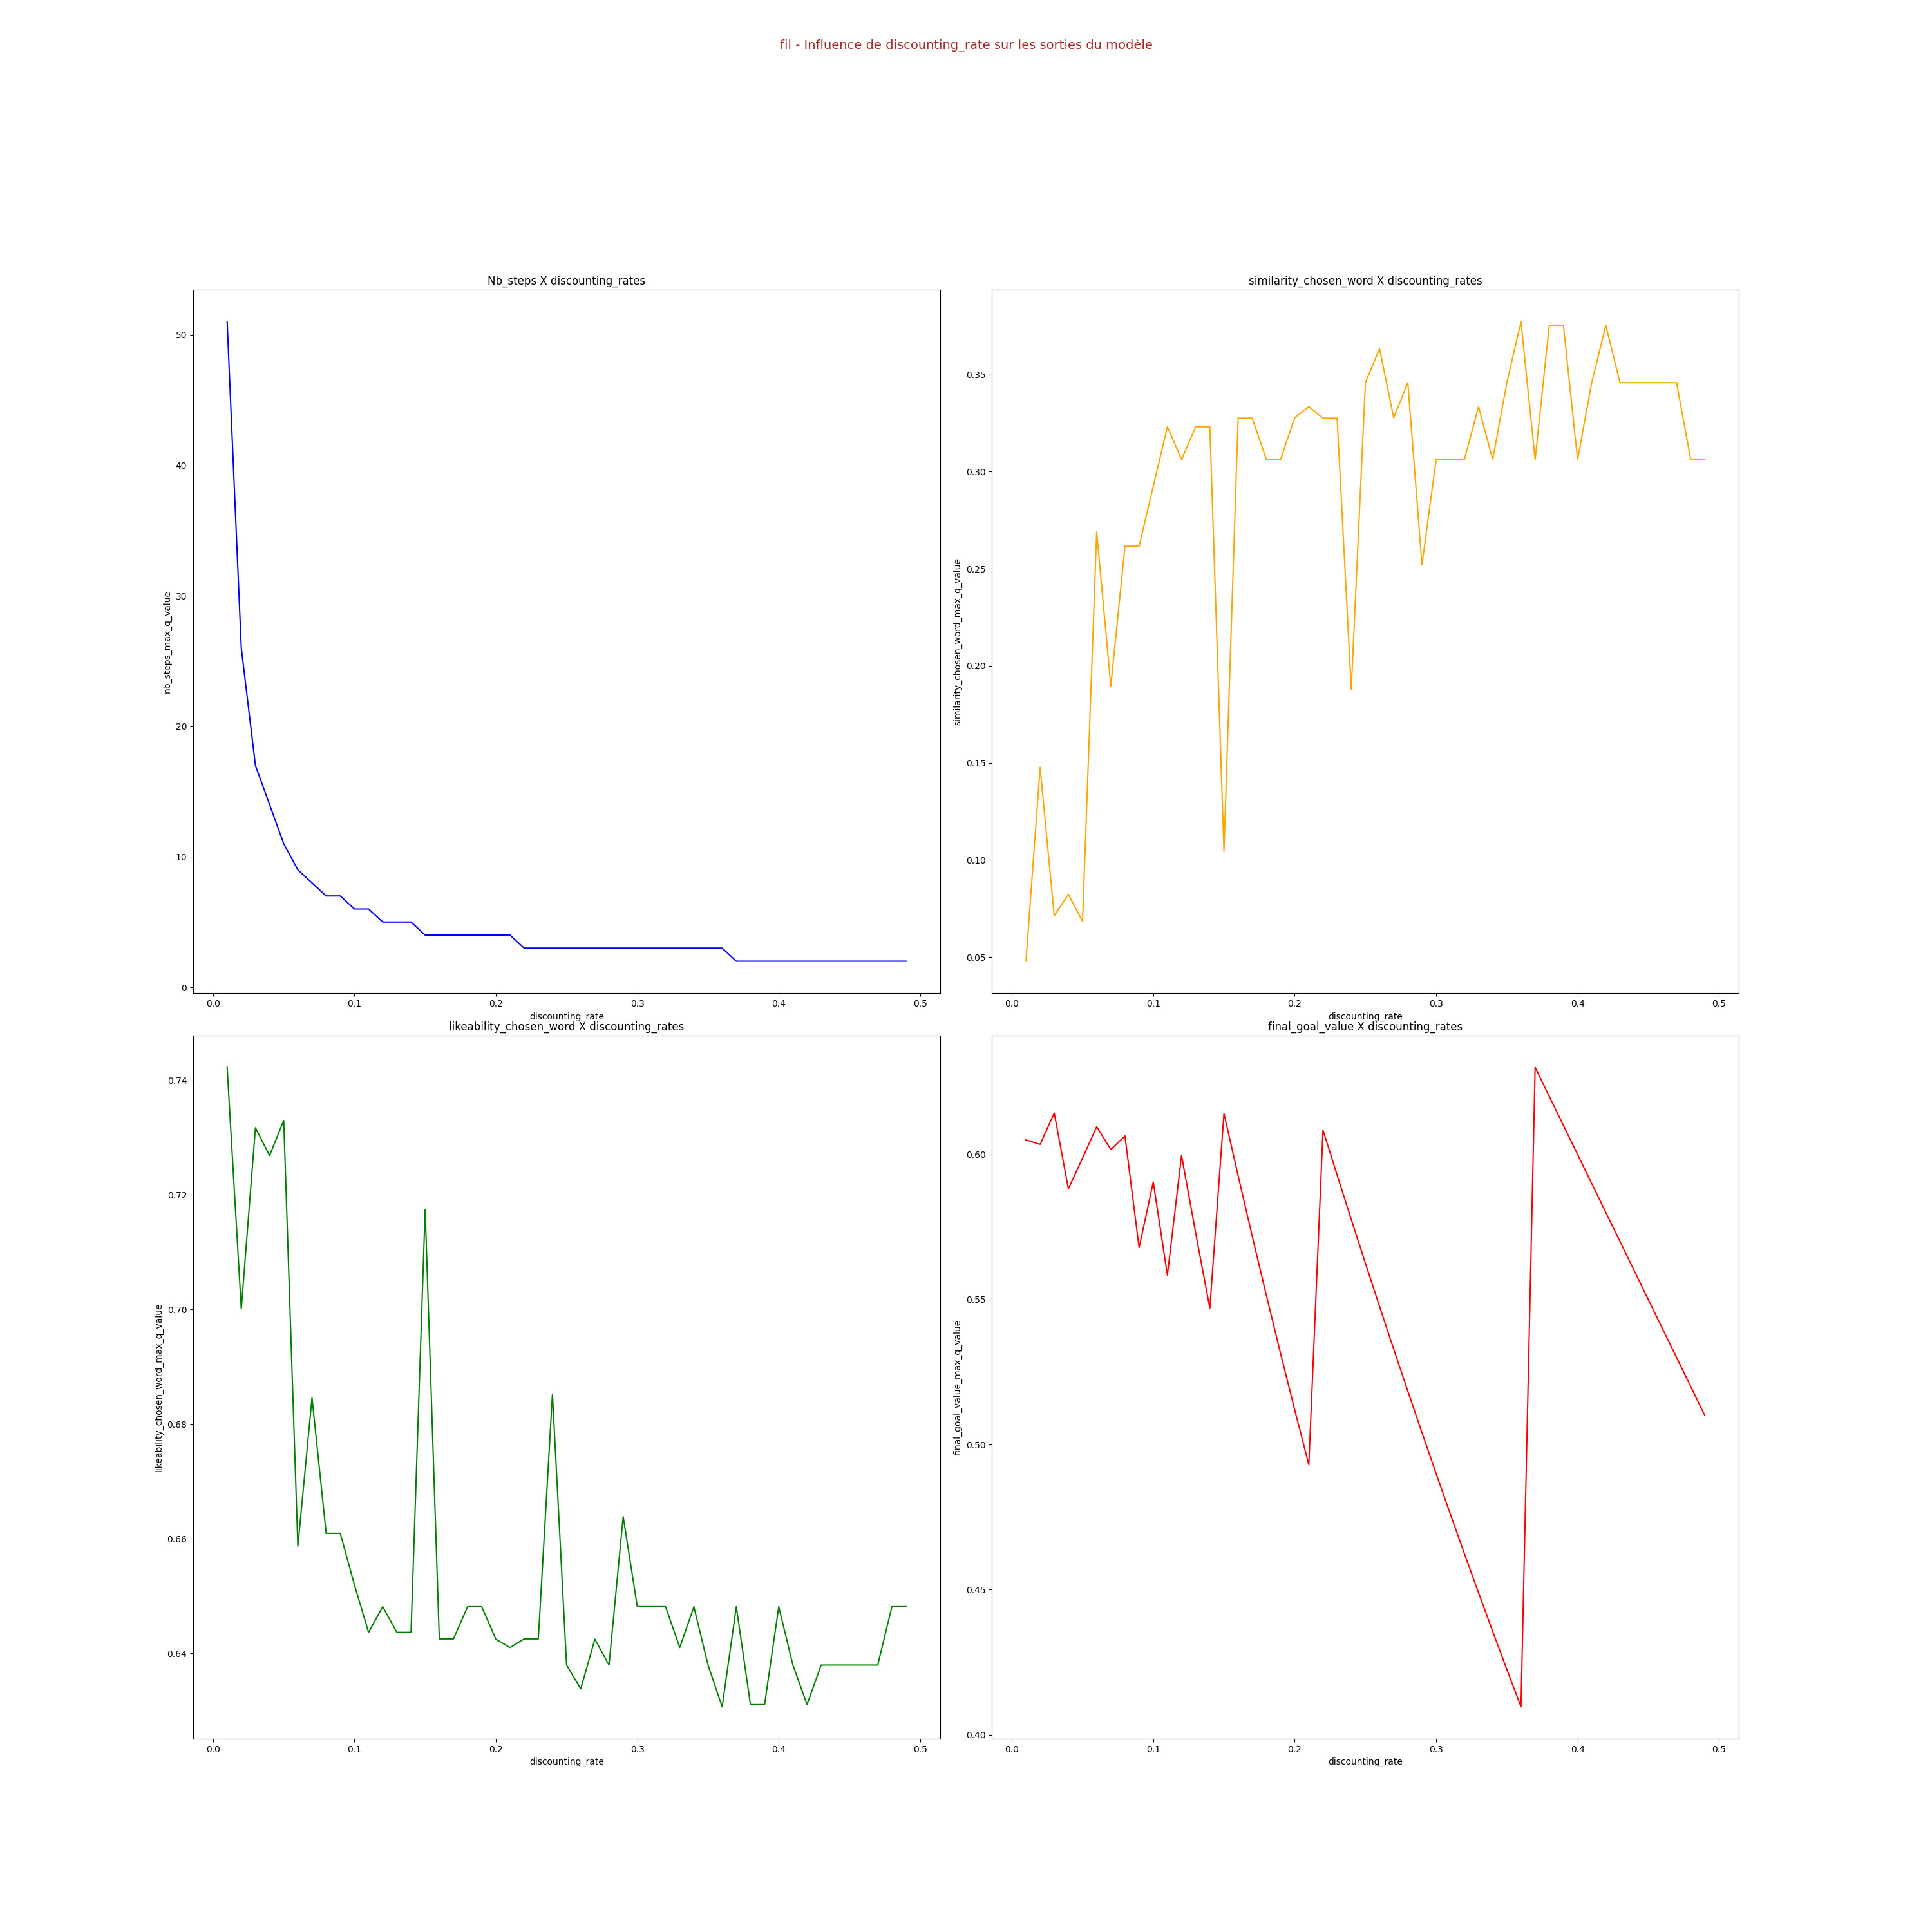 fil - Influence de discounting_rate sur les sorties du modèle
Nb_steps X discounting_rates
50
40
30
20
10
0
nb_steps_max_q_value
0.0 0.1 0.2 0.3 0.4 0.5
discounting_rate
similarity_chosen_word X discounting_rates
0.35
0.30
0.25
0.20
0.15
0.10
0.05
similarity_chosen_word_max_q_value
0.0 0.1 0.2 0.3 0.4 0.5
discounting_rate
likeability_chosen_word X discounting_rates
0.74
0.72
0.70
0.68
0.66
0.64
likeability_chosen_word_max_q_value
0.0 0.1 0.2 0.3 0.4 0.5
discounting_rate
final_goal_value X discounting_rates
0.60
0.55
0.50
0.45
0.40
final_goal_value_max_q_value
0.0 0.1 0.2 0.3 0.4 0.5
discounting_rate